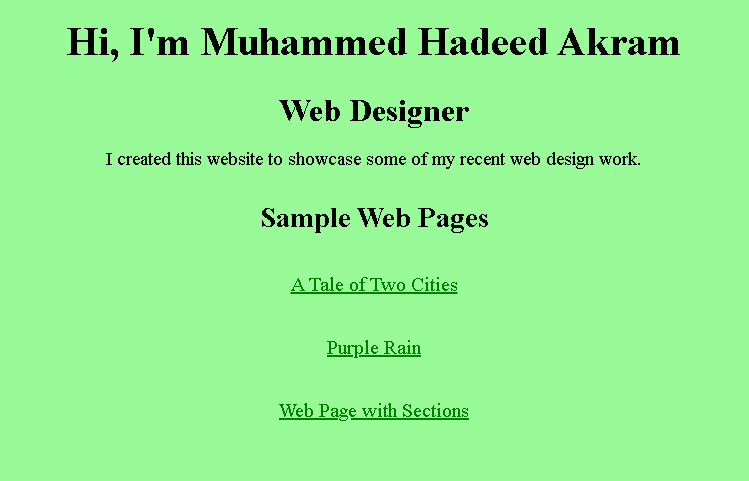 Hi, I'm Muhammed Hadeed Akram
Web Designer
I created this website to showcase some of my recent web design work.
Sample Web Pages
A Tale of Two Cities
Purple Rain
Web Page with Sections